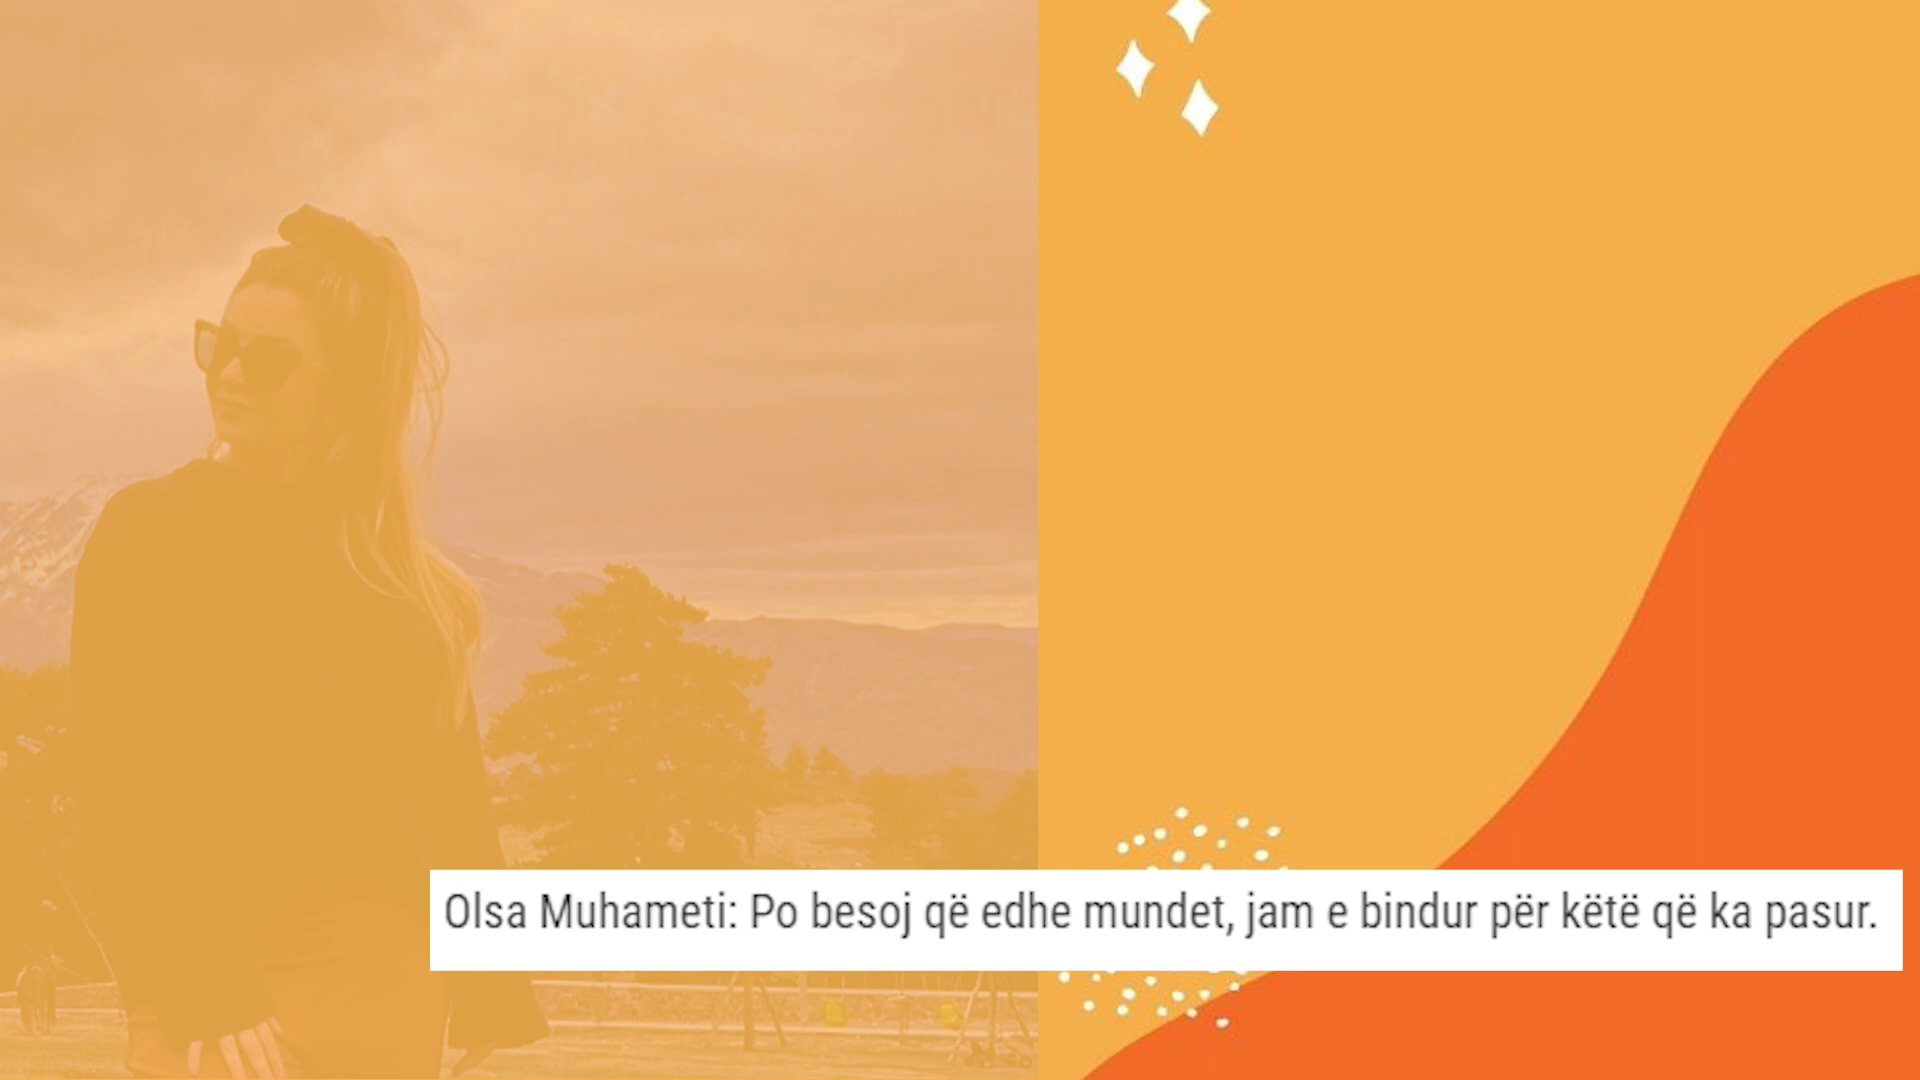 Olsa Muhameti: Po besoj që edhe mundet, jam e bindur për këtë që ka pasur.